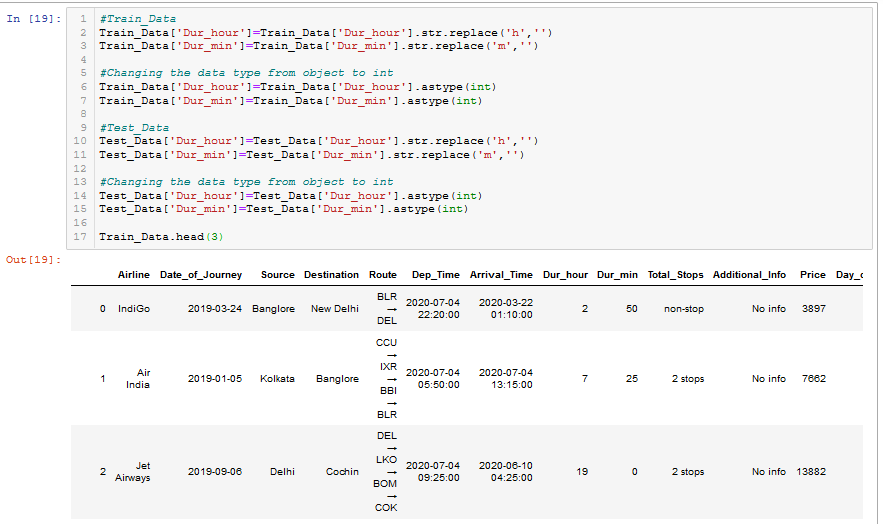 In [19]:
1 #Train_Data
2 Train_Data['Dur_hour']=Train_Data['Dur_hour'].str.replace('h','')
3 Train_Data['Dur_min']=Train_Data['Dur_min'].str.replace('m','')
4
5 #Changing the data type from object to int
6 Train_Data['Dur_hour']=Train_Data['Dur_hour'].astype(int)
7 Train_Data['Dur_min']=Train_Data['Dur_min'].astype(int)
8
9 #Test_Data
10 Test_Data['Dur_hour']=Test_Data['Dur_hour'].str.replace('h','')
11 Test_Data['Dur_min']=Test_Data['Dur_min'].str.replace('m','')
12
13 #Changing the data type from object to int
14 Test_Data['Dur_hour']=Test_Data['Dur_hour'].astype(int)
15 Test_Data['Dur_min']=Test_Data['Dur_min'].astype(int)
16
17 Train_Data.head(3)
Out[19]:
Airline Date_of_Journey Source Destination Route Dep_Time Arrival_Time Dur_hour Dur_min Total_Stops Additional_Info Price
0 IndiGo 2019-03-24 Banglore New Delhi BLR → DEL 2020-07-04 22:20:00 2020-03-22 01:10:00 2 50 non-stop No info 3897
1 Air India 2019-01-05 Kolkata Banglore CCU → IXR → BBI → BLR 2020-07-04 05:50:00 2020-07-04 13:15:00 7 25 2 stops No info 7662
2 Jet Airways 2019-09-06 Delhi Cochin DEL → LKO → BOM → COK 2020-07-04 09:25:00 2020-06-10 04:25:00 19 0 2 stops No info 13882